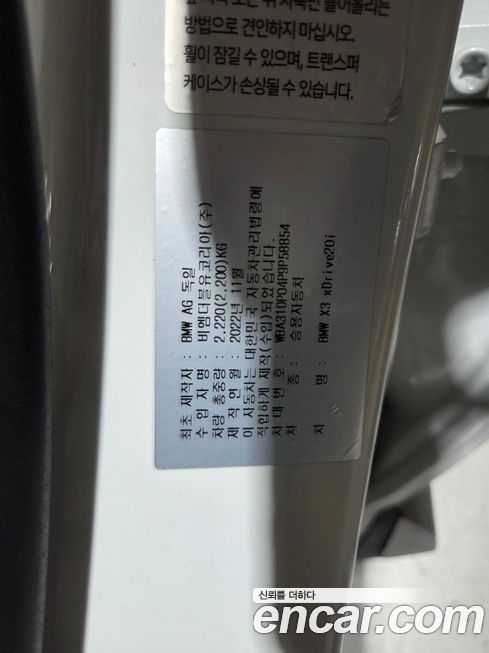 방법으로 견인하지 마십시오.
휠이 잠길 수 있으며, 트랜스퍼
케이스가 손상될 수 있습니다.
최초 제작자 : BMW AG 독일
수 입 자 명 : 비엠더블유코리아(주)
차량 총중량 : 2,220(2,200)KG
제 작 연 월 : 2022년 11월
이 자동차는 대한민국 자동차관리법령에
적합하게 제작(수입)되었습니다.
차 대 번 호 : WBA31DP04P9P58854
차 종 : 승용자동차
차 명 : BMW X3 xDrive20i
신뢰를 더하다
encar.com